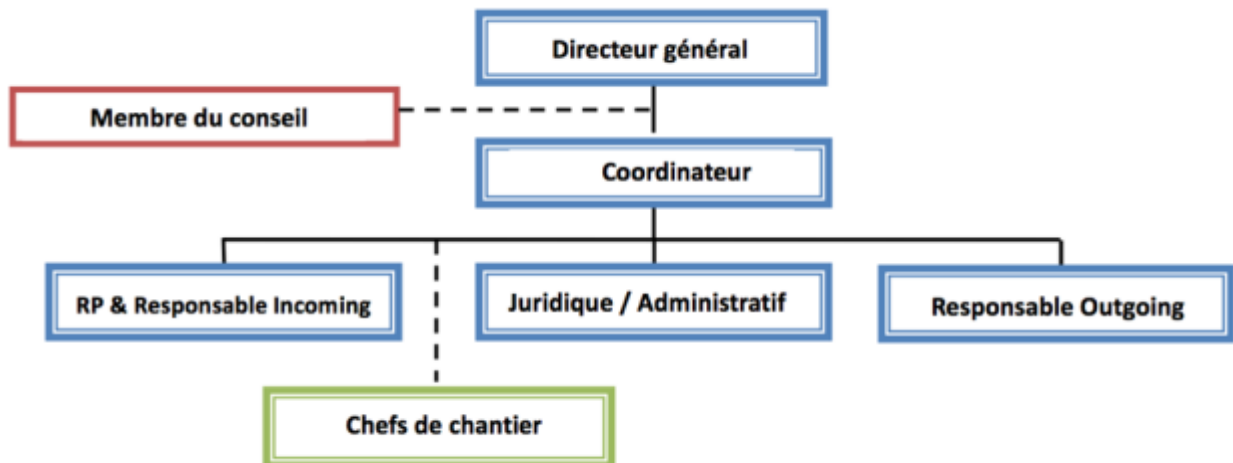 Directeur général
Membre du conseil
Coordinateur
RP & Responsable Incoming
Juridique / Administratif
Responsable Outgoing
Chefs de chantier